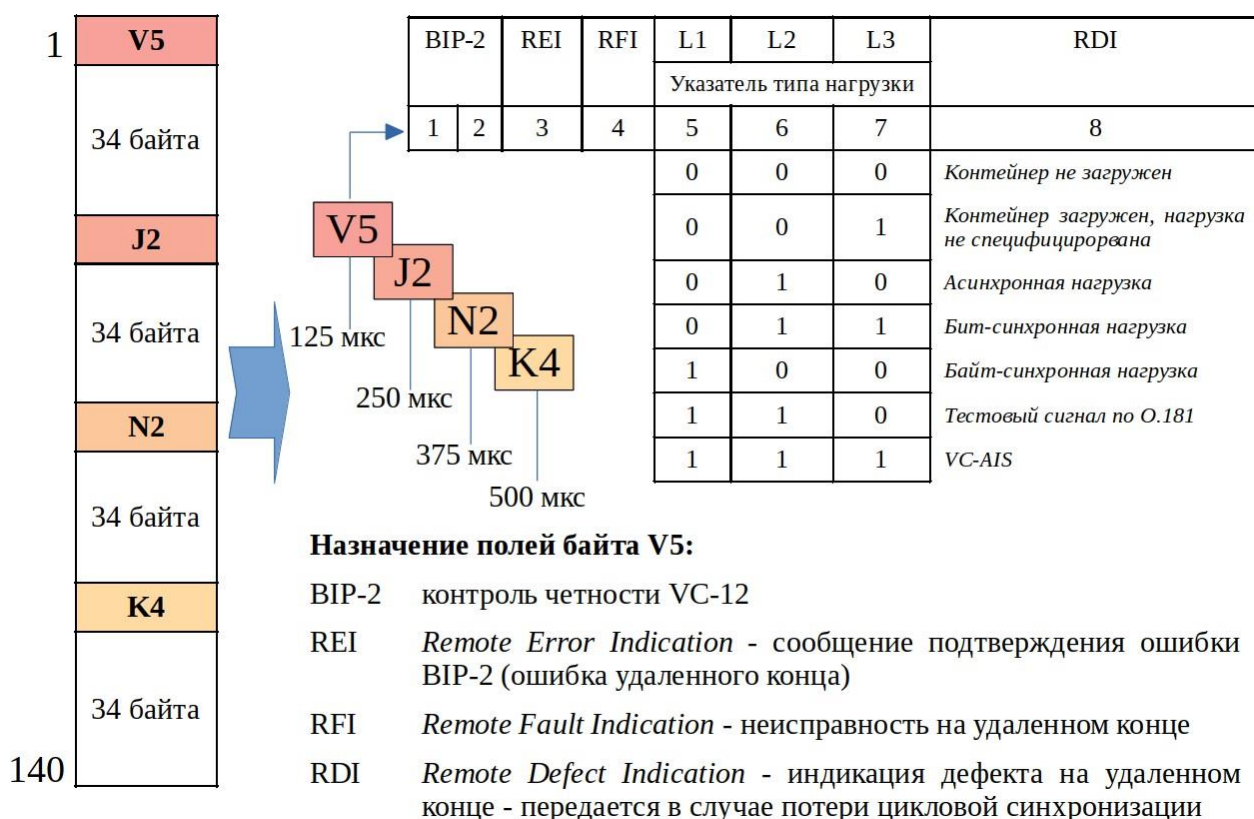 1
V5
34 байта
J2
34 байта
N2
34 байта
K4
34 байта
140
V5
J2
N2
K4
125 мкс
250 мкс
375 мкс
500 мкс
BIP-2 REI RFI L1 L2 L3 RDI
Указатель типа нагрузки
1 2 3 4 5 6 7 8
0 0 0 Контейнер не загружен
0 0 1 Контейнер загружен, нагрузка
не специфицрорвана
0 1 0 Асинхронная нагрузка
0 1 1 Бит-синхронная нагрузка
1 0 0 Байт-синхронная нагрузка
1 1 0 Тестовый сигнал по О.181
1 1 1 VC-AIS
Назначение полей байта V5:
BIP-2 контроль четности VC-12
REI Remote Error Indication - сообщение подтверждения ошибки
BIP-2 (ошибка удаленного конца)
RFI Remote Fault Indication - неисправность на удаленном конце
RDI Remote Defect Indication - индикация дефекта на удаленном
конце - передается в случае потери цикловой синхронизации